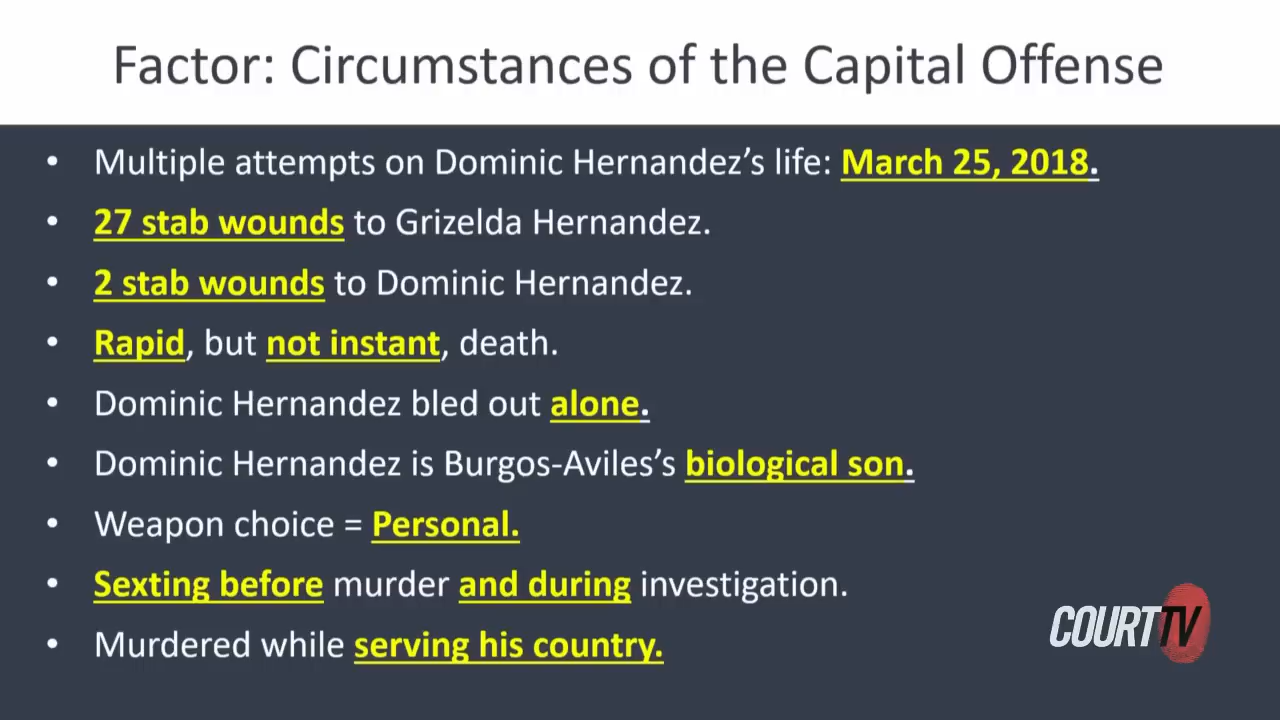 Factor: Circumstances of the Capital Offense
• Multiple attempts on Dominic Hernandez’s life: March 25, 2018.
• 27 stab wounds to Grizelda Hernandez.
• 2 stab wounds to Dominic Hernandez.
• Rapid, but not instant, death.
• Dominic Hernandez bled out alone.
• Dominic Hernandez is Burgos-Aviles’s biological son.
• Weapon choice = Personal.
• Sexting before murder and during investigation.
• Murdered while serving his country.
COURT TV